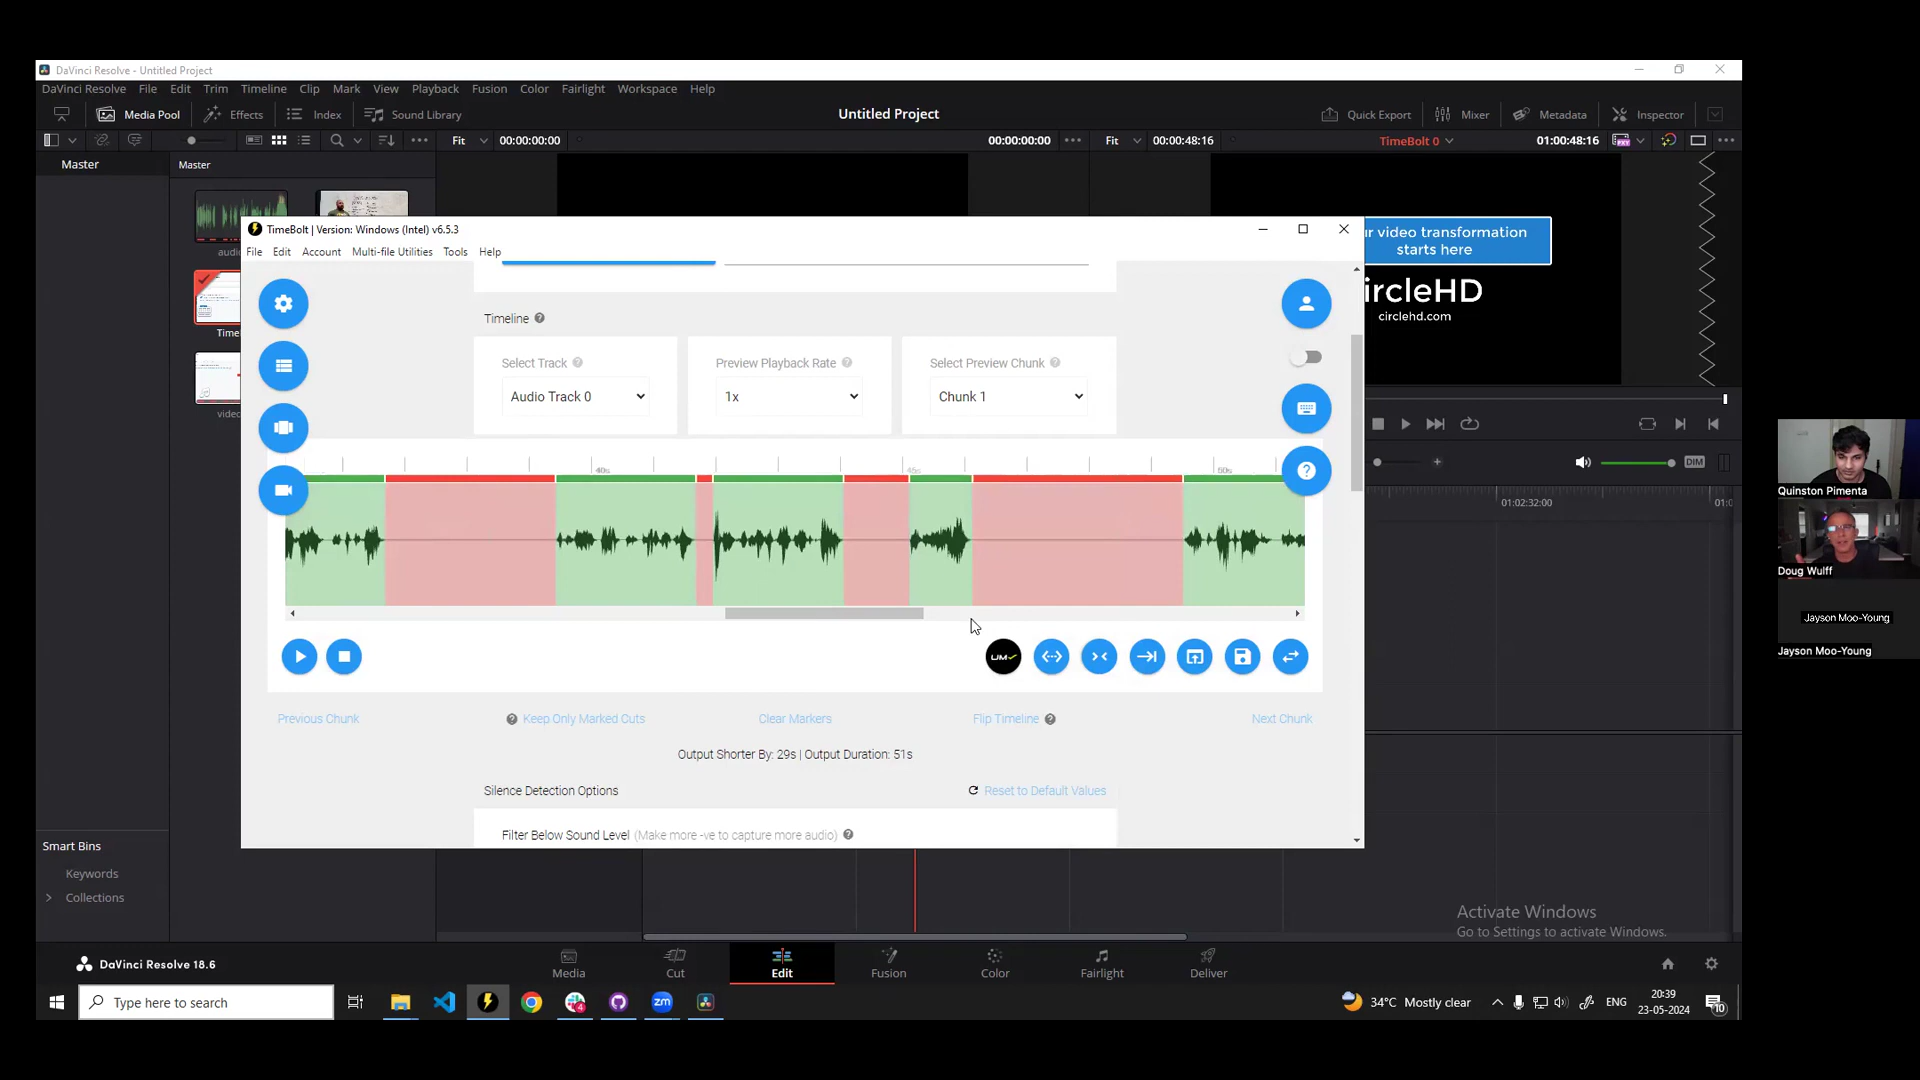 DaVinci Resolve - Untitled Project
DaVinci Resolve File Edit Trim Timeline Clip Mark View Playback Fusion Color Fairlight Workspace Help
Media Pool Effects Index Sound Library Untitled Project Quick Export Mixer Metadata Inspector
Fit 00:00:00:00 00:00:00:00 Fit 00:00:48:16 TimeBolt 0 01:00:48:16
Master Master
TimeBolt | Version: Windows (Intel) v6.5.3
File Edit Account Multi-file Utilities Tools Help
r video transformation
starts here
ircleHD
circlehd.com
audio
Time
video
Timeline
Select Track Preview Playback Rate Select Preview Chunk
Audio Track 0 1x Chunk 1
DIM
40s 45s 50s
01:02:32:00
UM
Previous Chunk Keep Only Marked Cuts Clear Markers Flip Timeline Next Chunk
Output Shorter By: 29s | Output Duration: 51s
Silence Detection Options Reset to Default Values
Filter Below Sound Level (Make more -ve to capture more audio)
Smart Bins
Keywords
Collections
Activate Windows
Go to Settings to activate Windows.
DaVinci Resolve 18.6 Media Cut Edit Fusion Color Fairlight Deliver
Type here to search 34°C Mostly clear ENG 20:39
23-05-2024
10
Quinston Pimenta
Doug Wulff
Jayson Moo-Young
Jayson Moo-Young